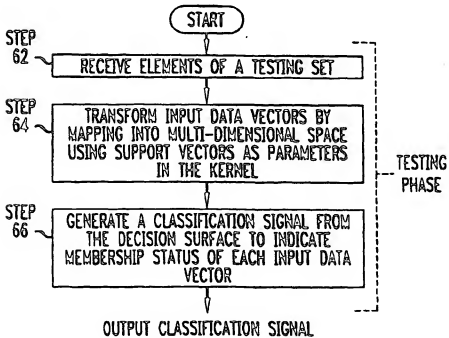 START
STEP
62
RECEIVE ELEMENTS OF A TESTING SET
STEP
64
TRANSFORM INPUT DATA VECTORS BY
MAPPING INTO MULTI-DIMENSIONAL SPACE
USING SUPPORT VECTORS AS PARAMETERS
IN THE KERNEL
TESTING
PHASE
STEP
66
GENERATE A CLASSIFICATION SIGNAL FROM
THE DECISION SURFACE TO INDICATE
MEMBERSHIP STATUS OF EACH INPUT DATA
VECTOR
OUTPUT CLASSIFICATION SIGNAL